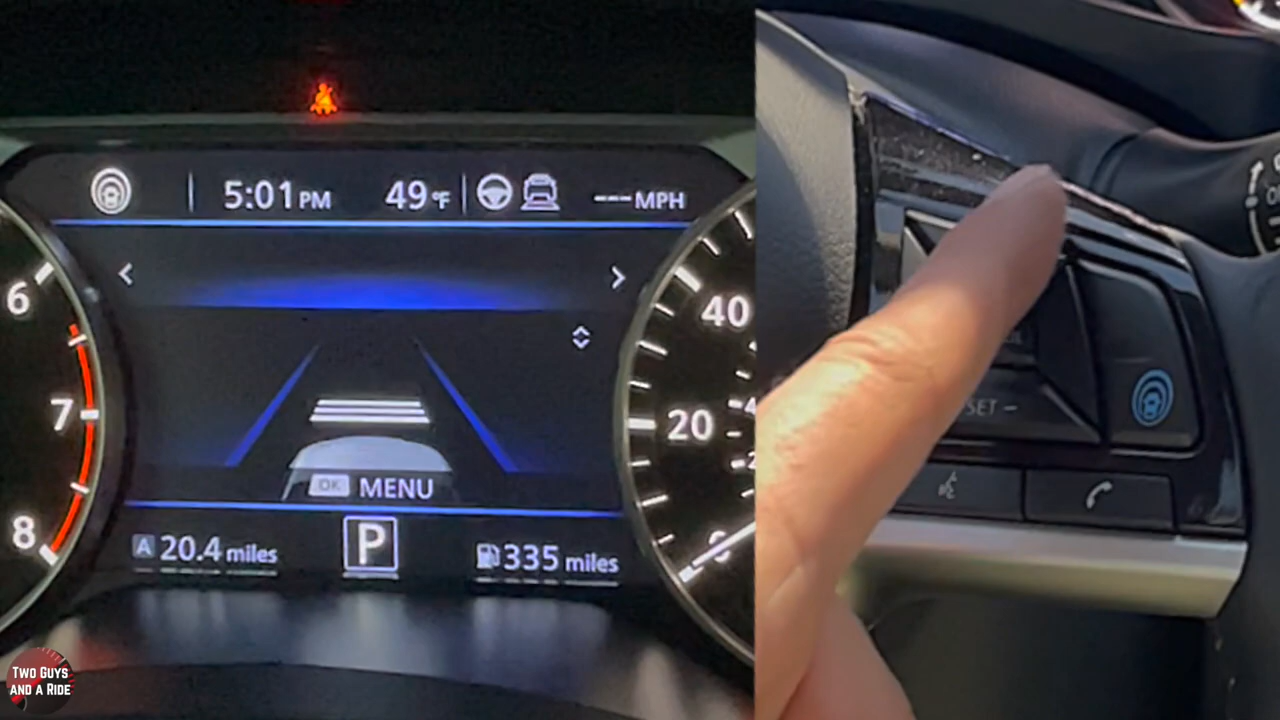 5:01 PM 49°F --- MPH
6
7
8
40
20
0
OK MENU
A 20.4 miles P 335 miles
SET –
TWO GUYS
AND A RIDE